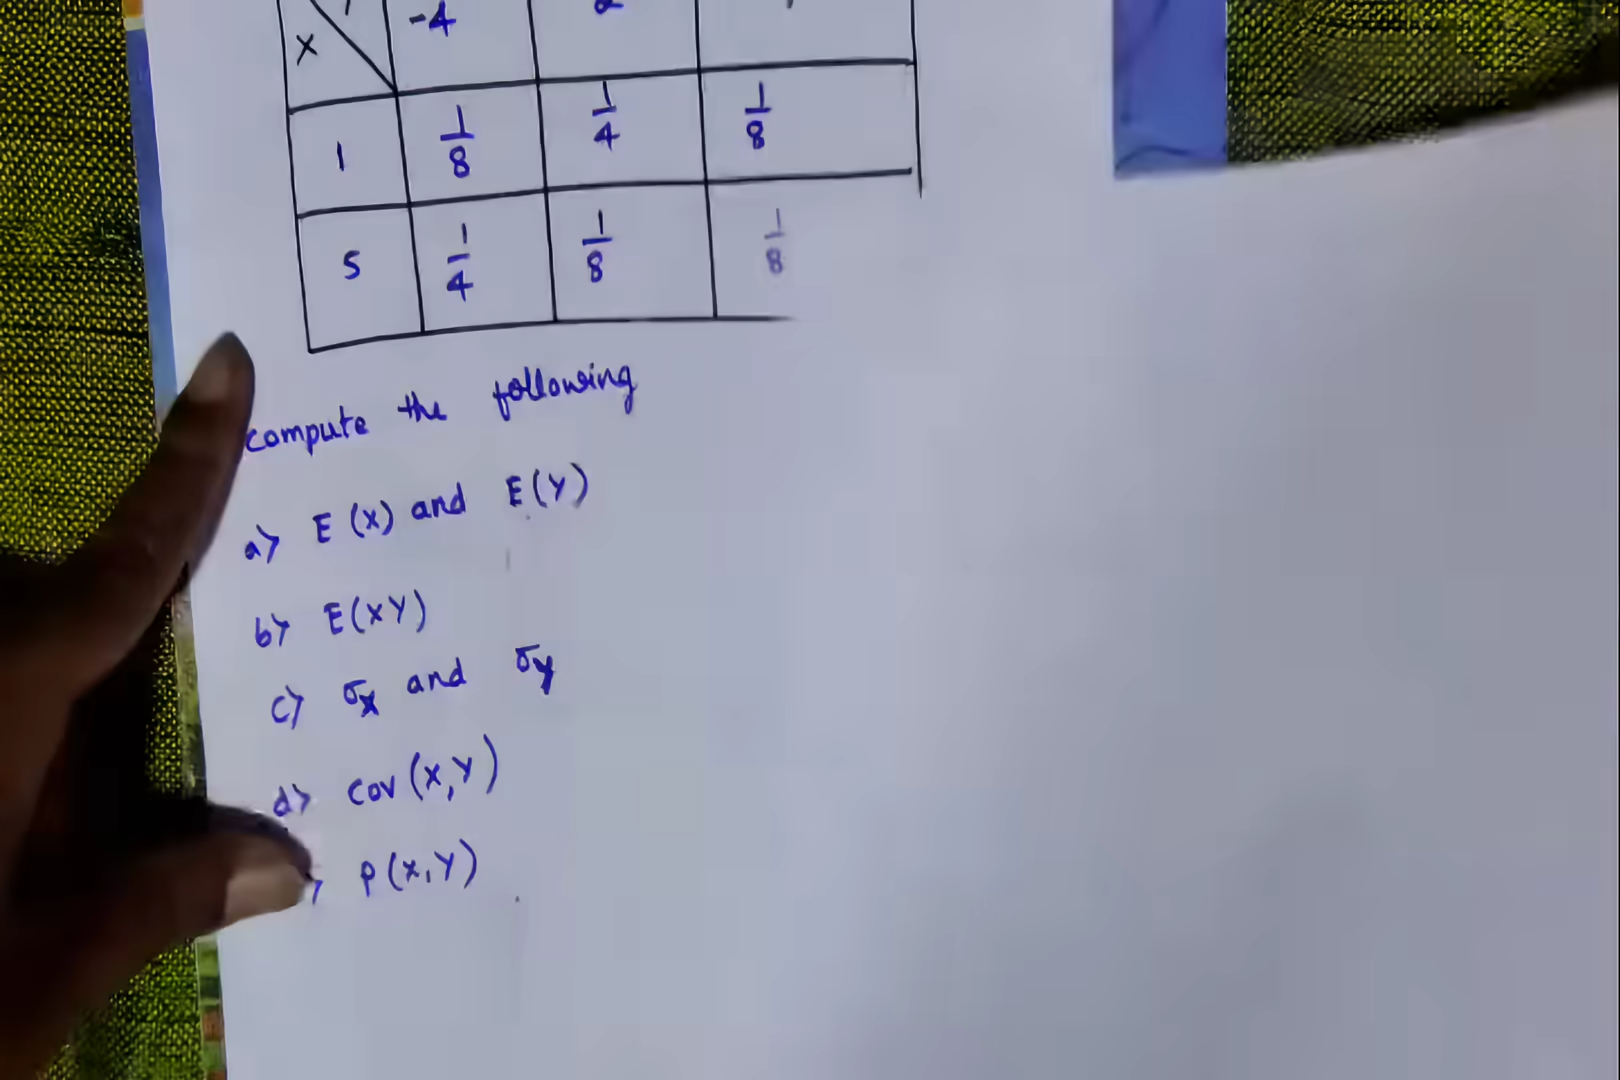 X -4 2
1 1/8 1/4 1/8
5 1/4 1/8 1/8
compute the following
a) E(X) and E(Y)
b) E(XY)
c) σx and σy
d) cov(X,Y)
ρ(X,Y)